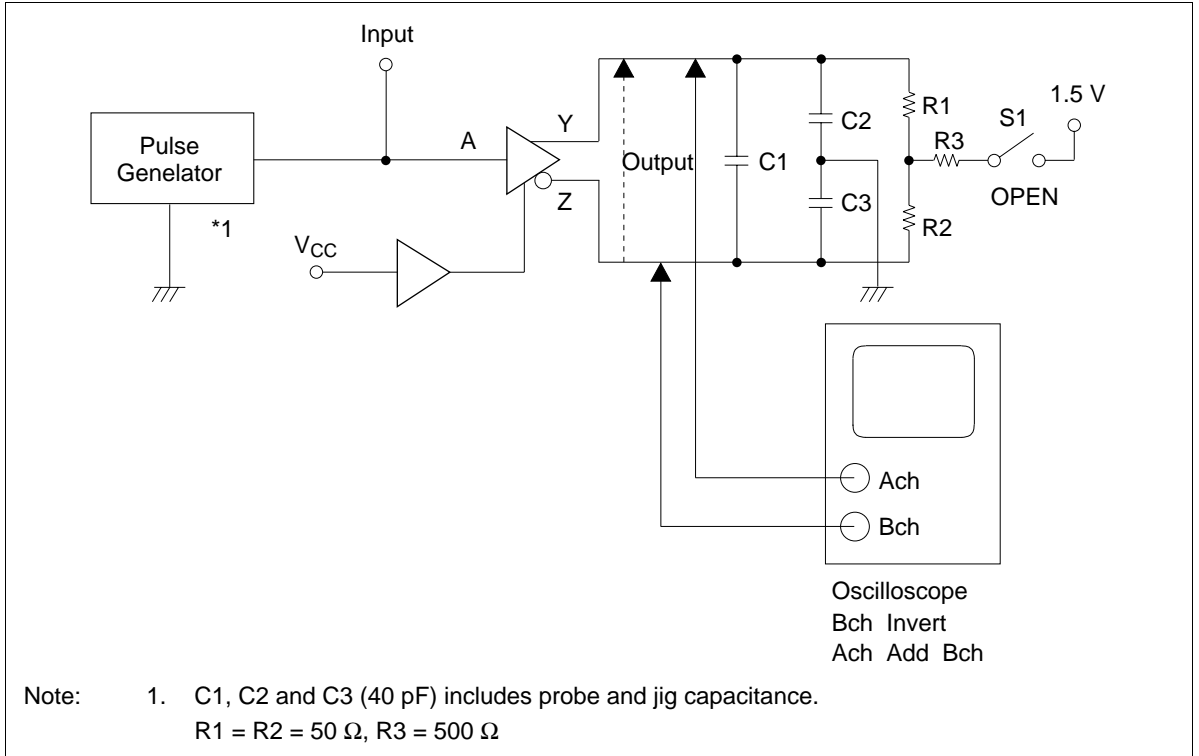 Input
Pulse
Genelator
*1
A
Y
Z
VCC
Output
C1
C2
C3
R1
R2
R3
S1
1.5 V
OPEN
Ach
Bch
Oscilloscope
Bch Invert
Ach Add Bch
Note: 1. C1, C2 and C3 (40 pF) includes probe and jig capacitance.
R1 = R2 = 50 Ω, R3 = 500 Ω